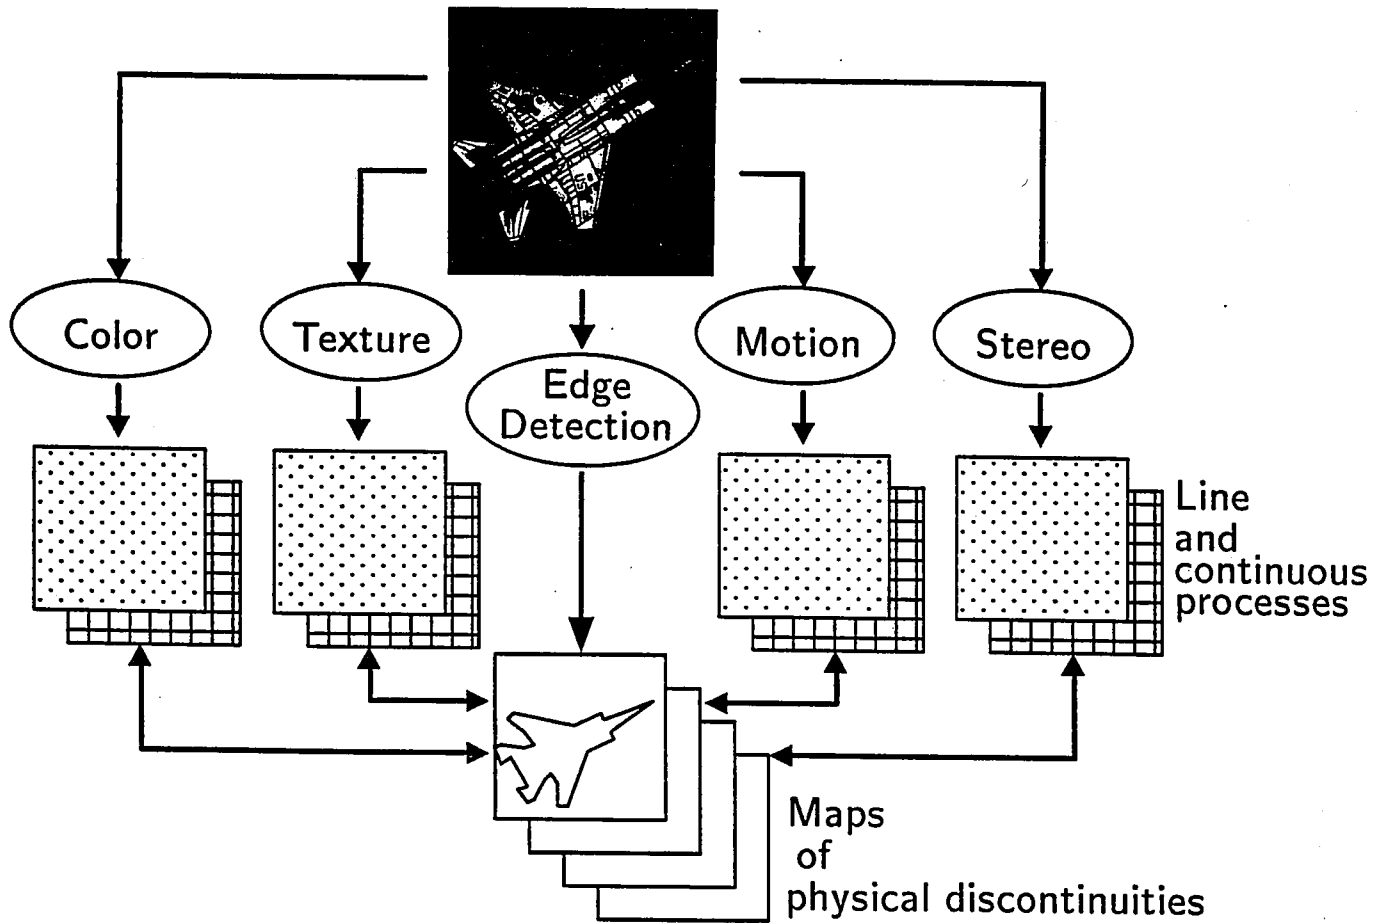 Color
Texture
Edge
Detection
Motion
Stereo
Line
and
continuous
processes
Maps
of
physical discontinuities